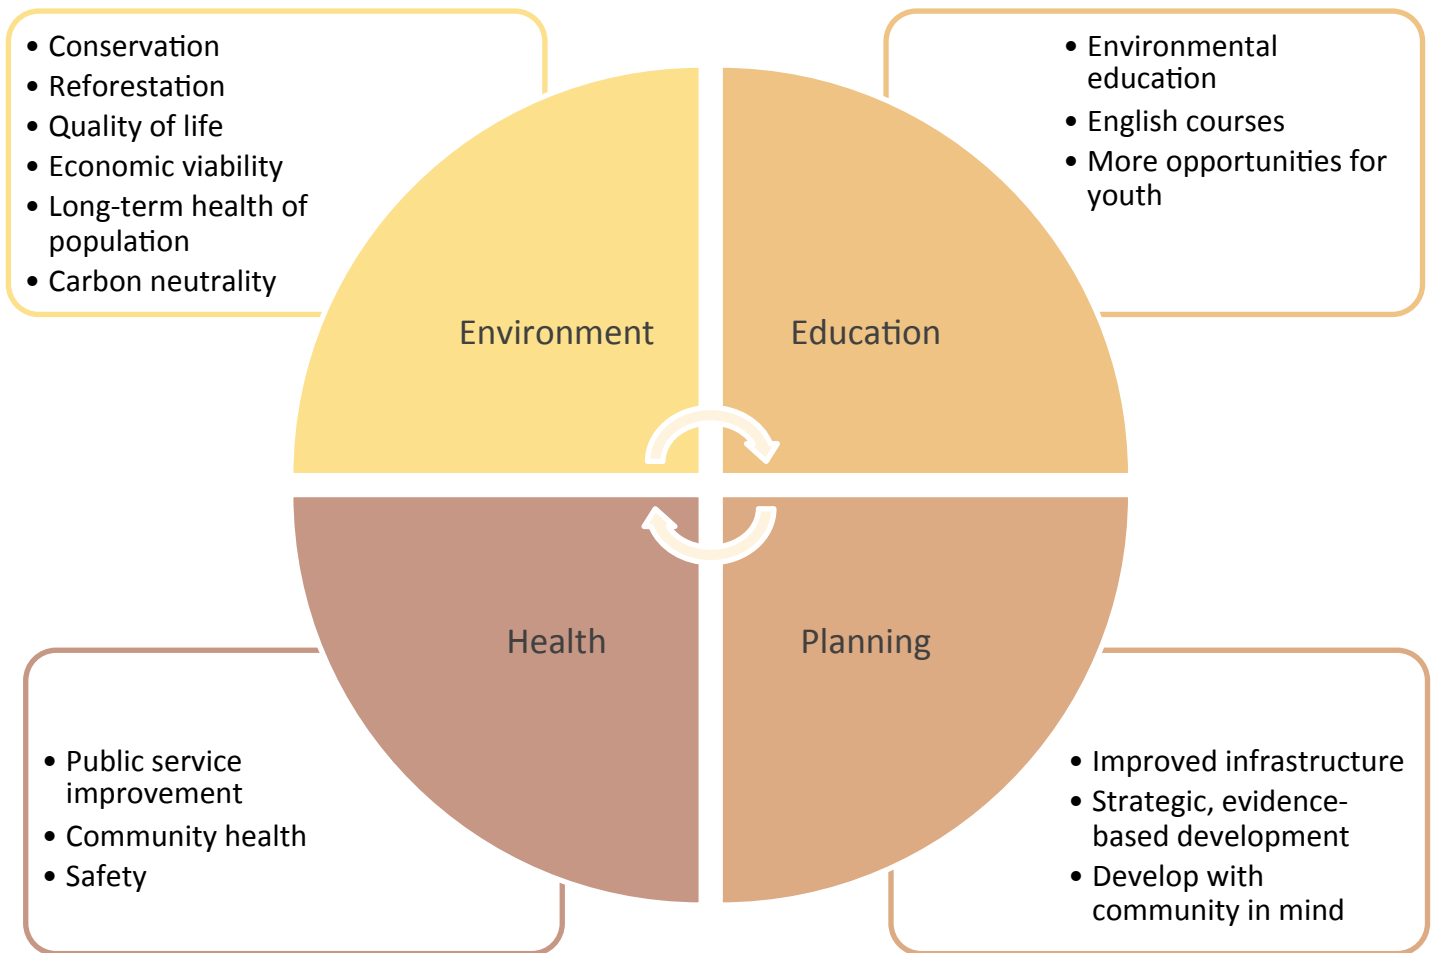 • Conservation
• Reforestation
• Quality of life
• Economic viability
• Long-term health of
population
• Carbon neutrality
• Environmental
education
• English courses
• More opportunities for
youth
Environment
Education
Health
Planning
• Public service
improvement
• Community health
• Safety
• Improved infrastructure
• Strategic, evidence-
based development
• Develop with
community in mind